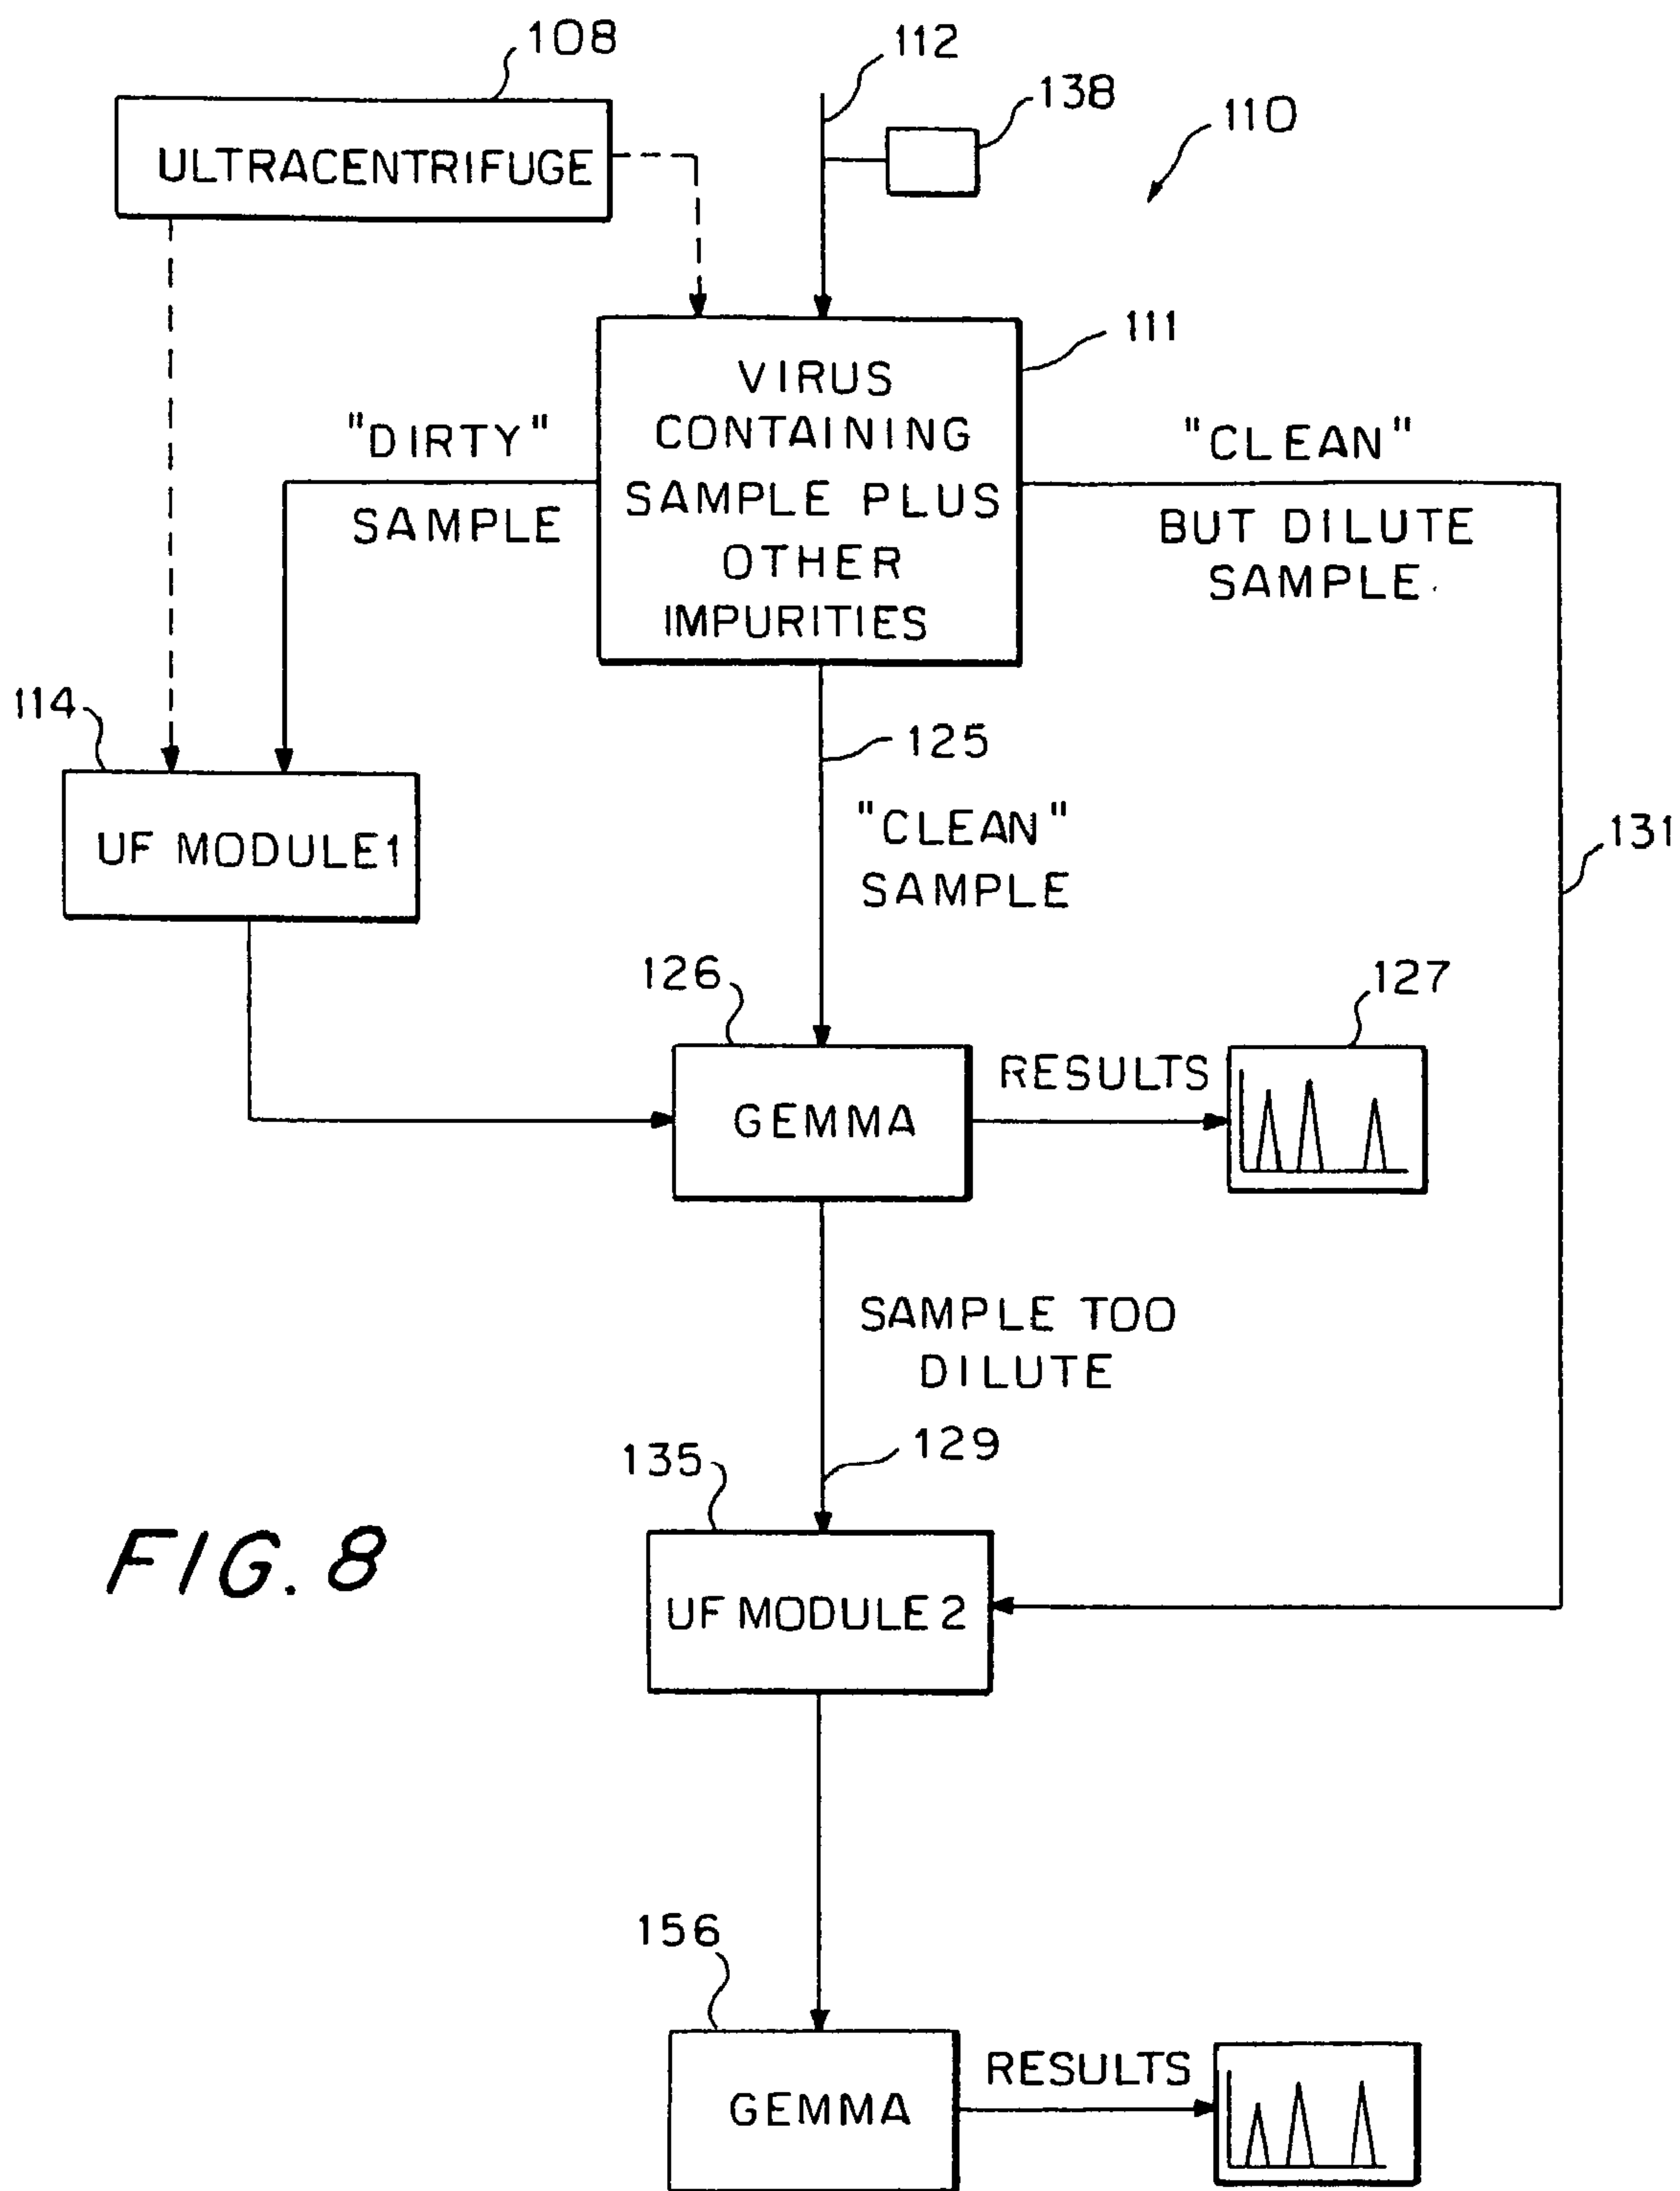 108
112
138
110
ULTRACENTRIFUGE
111
VIRUS
CONTAINING
SAMPLE PLUS
OTHER
IMPURITIES
"DIRTY"
SAMPLE
"CLEAN"
BUT DILUTE
SAMPLE
114
125
UF MODULE 1
"CLEAN"
SAMPLE
131
126
127
GEMMA
RESULTS
SAMPLE TOO
DILUTE
129
135
FIG. 8
UF MODULE 2
156
GEMMA
RESULTS